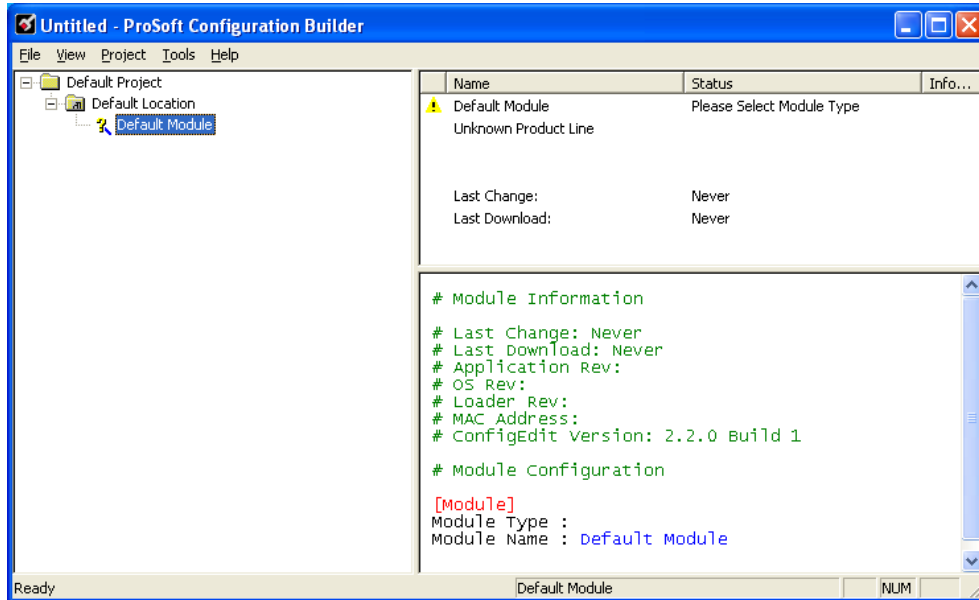 Untitled - ProSoft Configuration Builder
File View Project Tools Help
Default Project
Default Location
Default Module
Name Status Info...
Default Module Please Select Module Type
Unknown Product Line
Last Change: Never
Last Download: Never
# Module Information
# Last Change: Never
# Last Download: Never
# Application Rev:
# OS Rev:
# Loader Rev:
# MAC Address:
# ConfigEdit Version: 2.2.0 Build 1
# Module Configuration
[Module]
Module Type :
Module Name : Default Module
Ready Default Module NUM